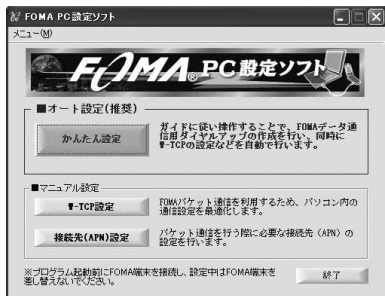 FOMA PC設定ソフト
メニュー(M)
FOMA® PC設定ソフト
■オート設定(推奨)
かんたん設定
ガイドに従い操作することで、FOMAデータ通
信用ダイヤルアップの作成を行い、同時に
W-TCPの設定などを自動で行います。
■マニュアル設定
W-TCP設定
FOMAパケット通信を利用するため、パソコン内の
通信設定を最適化します。
接続先(APN)設定
パケット通信を行う際に必要な接続先（APN）の
設定を行います。
※プログラム起動前にFOMA端末を接続し、設定中はFOMA端末を
差し替えないでください。
終了